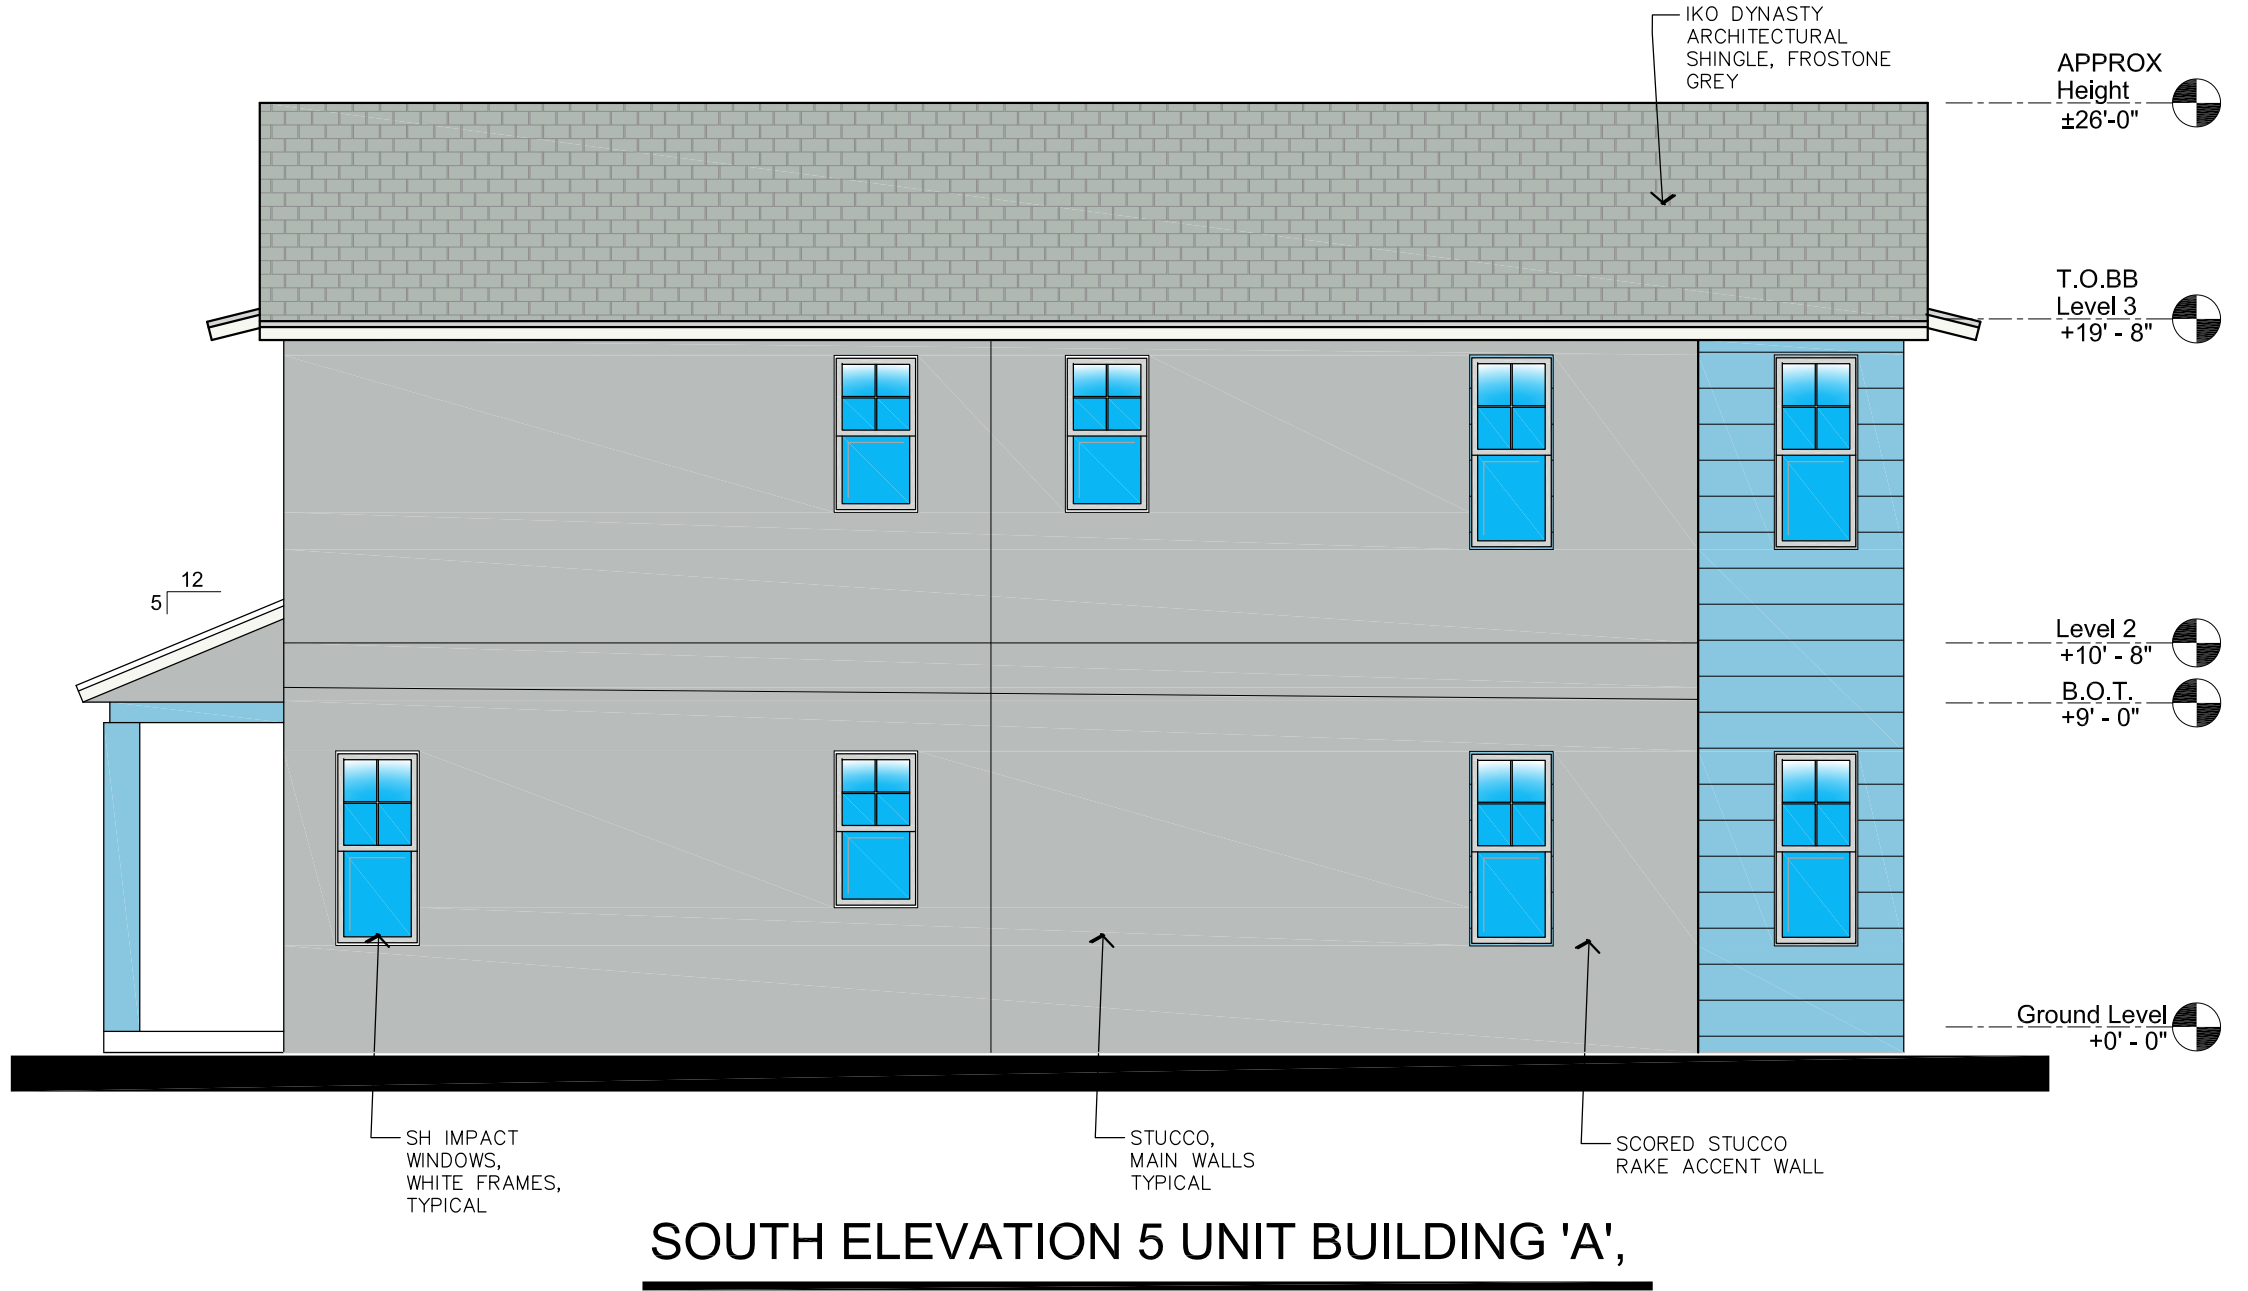 IKO DYNASTY
ARCHITECTURAL
SHINGLE, FROSTONE
GREY
APPROX
Height
±26'-0"
T.O.BB
Level 3
+19' - 8"
12
5
Level 2
+10' - 8"
B.O.T.
+9' - 0"
Ground Level
+0' - 0"
SH IMPACT
WINDOWS,
WHITE FRAMES,
TYPICAL
STUCCO,
MAIN WALLS
TYPICAL
SCORED STUCCO
RAKE ACCENT WALL
SOUTH ELEVATION 5 UNIT BUILDING 'A',